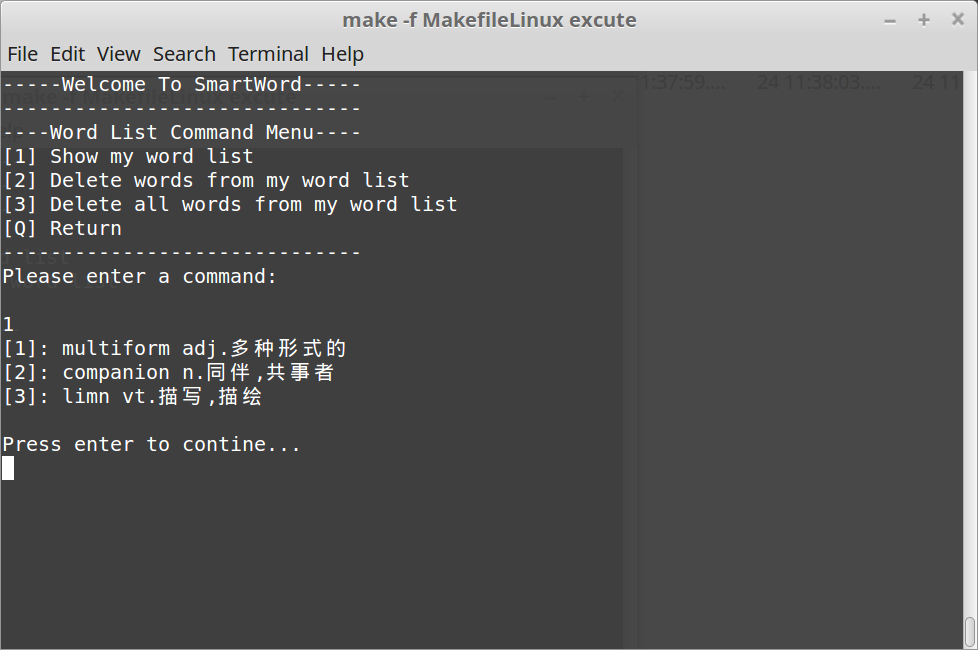 make -f MakefileLinux excute
File Edit View Search Terminal Help
-----Welcome To SmartWord-----
------------------------------
----Word List Command Menu----
[1] Show my word list
[2] Delete words from my word list
[3] Delete all words from my word list
[Q] Return
------------------------------
Please enter a command:
1
[1]: multiform adj.多种形式的
[2]: companion n.同伴,共事者
[3]: limn vt.描写,描绘
Press enter to contine...
1:37:59.... 24 11:38:03.... 24 11